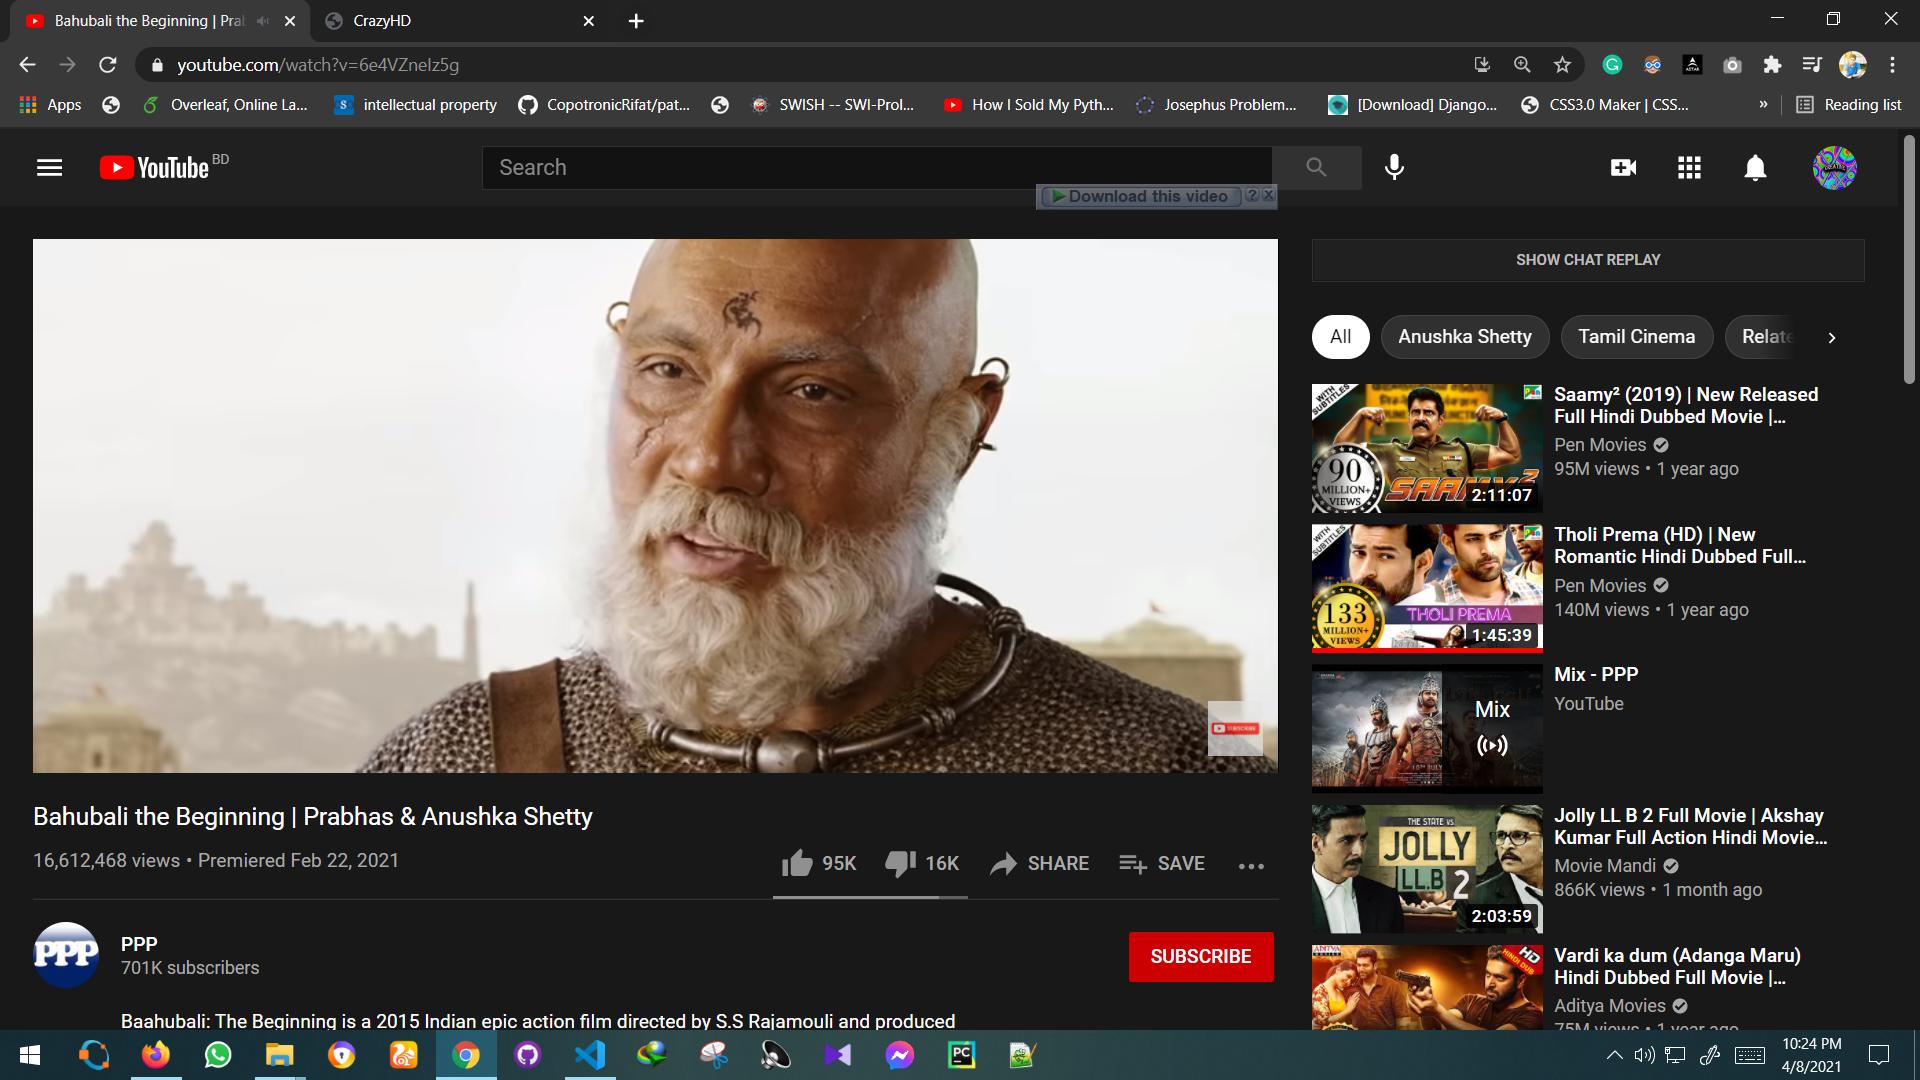 Bahubali the Beginning | Pra
CrazyHD
youtube.com/watch?v=6e4VZneIz5g
Apps
Overleaf, Online La...
intellectual property
CopotronicRifat/pat...
SWISH -- SWI-Prol...
How I Sold My Pyth...
Josephus Problem...
[Download] Django...
CSS3.0 Maker | CSS...
»
Reading list
YouTube BD
Search
Download this video
SHOW CHAT REPLAY
All
Anushka Shetty
Tamil Cinema
Relate
WITH SUBTITLES
90
MILLION+
VIEWS
SAAMY²
2:11:07
Saamy² (2019) | New Released
Full Hindi Dubbed Movie |...
Pen Movies
95M views • 1 year ago
WITH SUBTITLES
133
MILLION+
VIEWS
THOLI PREMA
1:45:39
Tholi Prema (HD) | New
Romantic Hindi Dubbed Full...
Pen Movies
140M views • 1 year ago
Mix
Mix - PPP
YouTube
SUBSCRIBE
Bahubali the Beginning | Prabhas & Anushka Shetty
16,612,468 views • Premiered Feb 22, 2021
95K
16K
SHARE
SAVE
THE STATE vs
JOLLY
LL.B 2
2:03:59
Jolly LL B 2 Full Movie | Akshay
Kumar Full Action Hindi Movie...
Movie Mandi
866K views • 1 month ago
PPP
PPP
701K subscribers
SUBSCRIBE
ADITYA
MOVIES
HD
HINDI DUB
Vardi ka dum (Adanga Maru)
Hindi Dubbed Full Movie |...
Aditya Movies
75M views • 1 year ago
Baahubali: The Beginning is a 2015 Indian epic action film directed by S.S Rajamouli and produced
PC
10:24 PM
4/8/2021